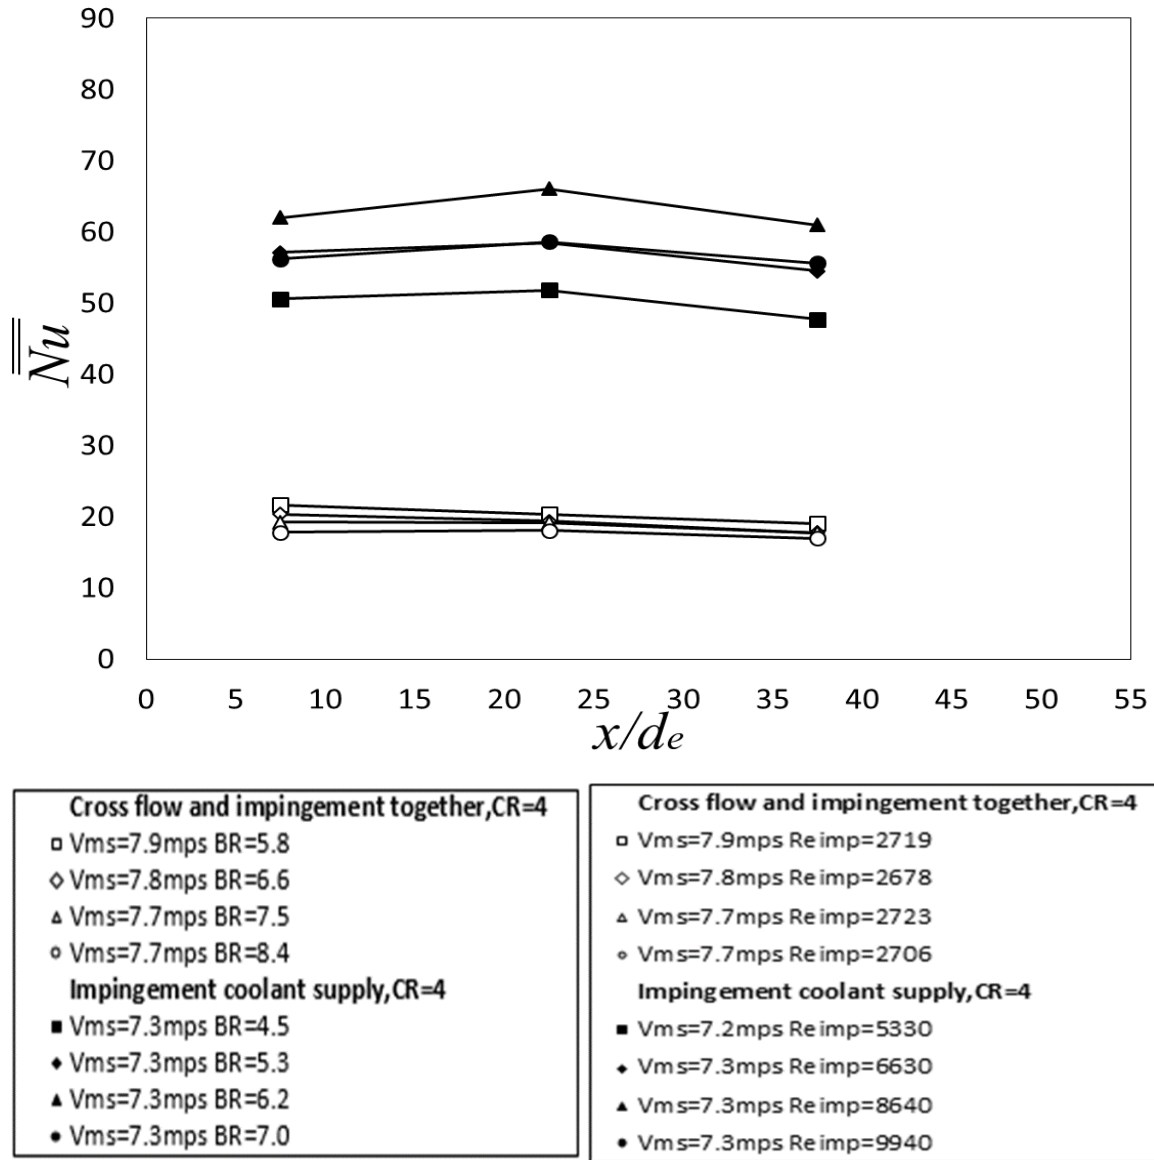 90
80
70
60
50
40
30
20
10
0
Nu
0 5 10 15 20 25 30 35 40 45 50 55
x/de
Cross flow and impingement together,CR=4
Vms=7.9mps BR=5.8
Vms=7.8mps BR=6.6
Vms=7.7mps BR=7.5
Vms=7.7mps BR=8.4
Impingement coolant supply,CR=4
Vms=7.3mps BR=4.5
Vms=7.3mps BR=5.3
Vms=7.3mps BR=6.2
Vms=7.3mps BR=7.0
Cross flow and impingement together,CR=4
Vms=7.9mps Reimp=2719
Vms=7.8mps Reimp=2678
Vms=7.7mps Reimp=2723
Vms=7.7mps Reimp=2706
Impingement coolant supply,CR=4
Vms=7.2mps Reimp=5330
Vms=7.3mps Reimp=6630
Vms=7.3mps Reimp=8640
Vms=7.3mps Reimp=9940